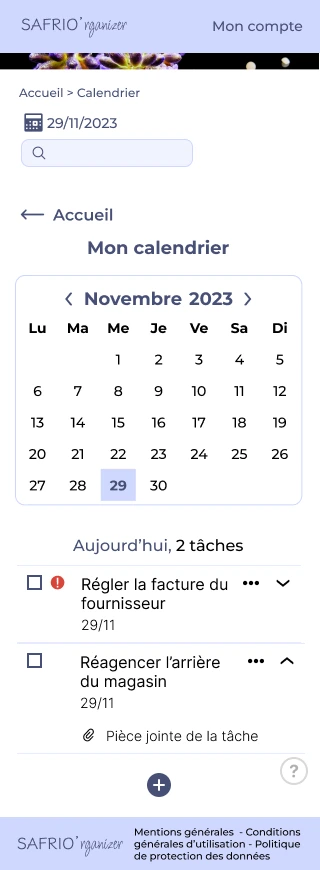 SAFRIO'rganizer
Mon compte
Accueil > Calendrier
29/11/2023
Accueil
Mon calendrier
Novembre 2023
Lu Ma Me Je Ve Sa Di
1 2 3 4 5
6 7 8 9 10 11 12
13 14 15 16 17 18 19
20 21 22 23 24 25 26
27 28 29 30
Aujourd'hui, 2 tâches
Régler la facture du
fournisseur
29/11
Réagencer l'arrière
du magasin
29/11
Pièce jointe de la tâche
?
SAFRIO'rganizer
Mentions générales - Conditions
générales d'utilisation - Politique
de protection des données